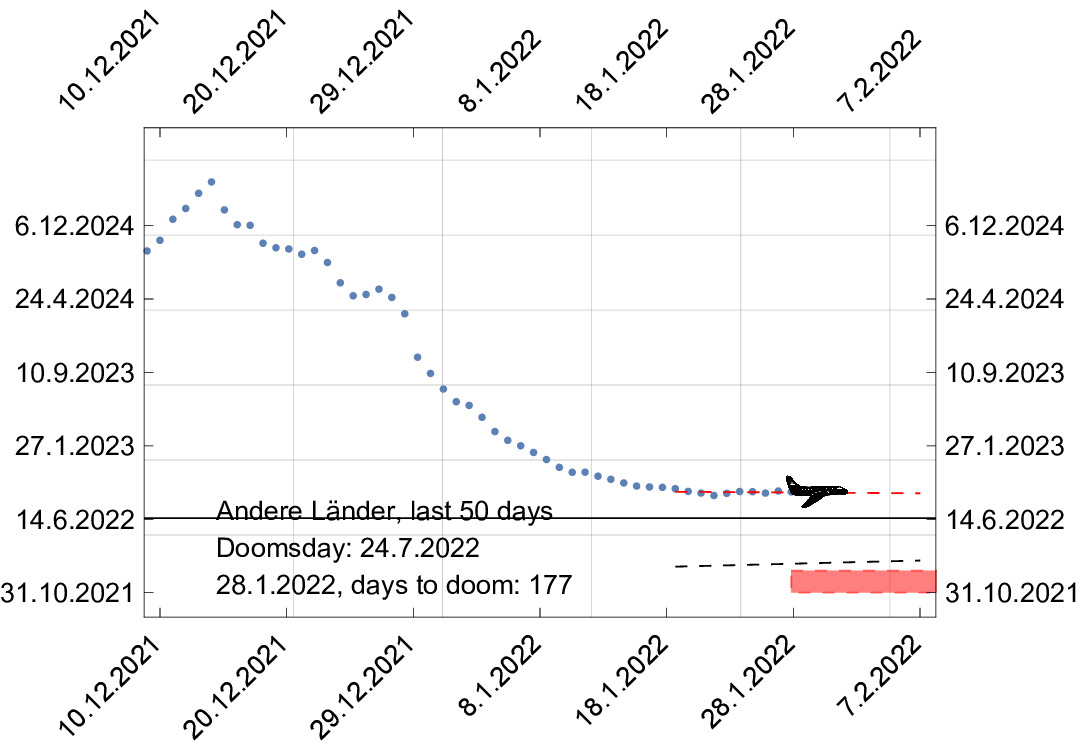 10.12.2021 20.12.2021 29.12.2021 8.1.2022 18.1.2022 28.1.2022 7.2.2022
6.12.2024 6.12.2024
24.4.2024 24.4.2024
10.9.2023 10.9.2023
27.1.2023 27.1.2023
Andere Länder, last 50 days
14.6.2022 14.6.2022
Doomsday: 24.7.2022
28.1.2022, days to doom: 177
31.10.2021 31.10.2021
10.12.2021 20.12.2021 29.12.2021 8.1.2022 18.1.2022 28.1.2022 7.2.2022